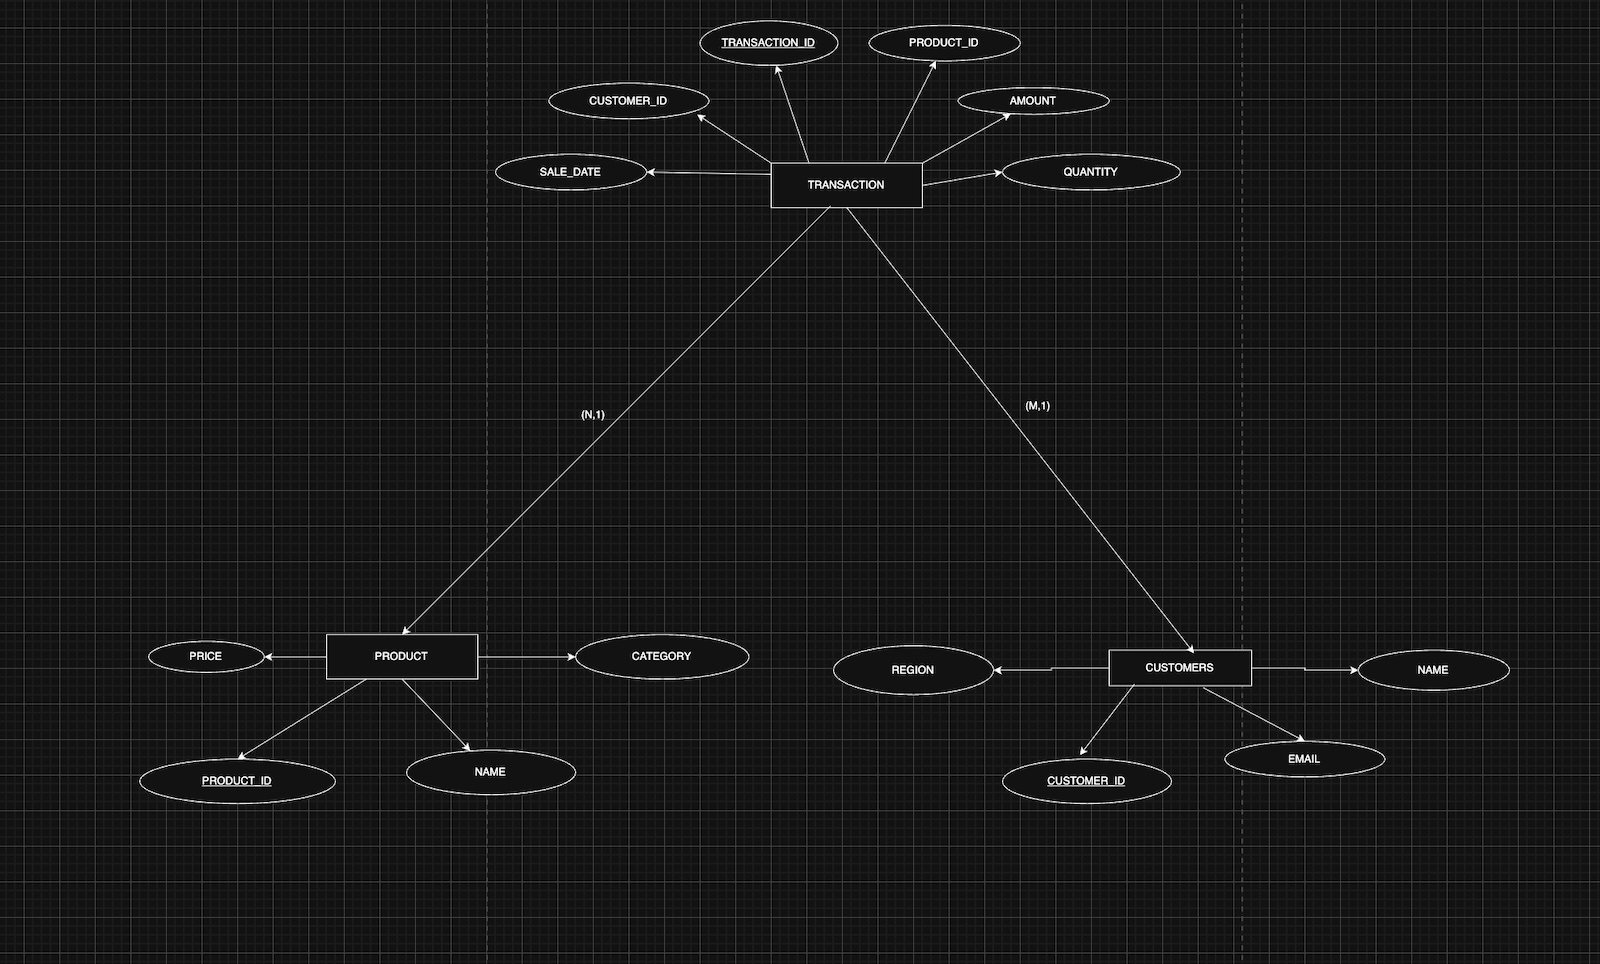 TRANSACTION_ID
PRODUCT_ID
CUSTOMER_ID
AMOUNT
SALE_DATE
QUANTITY
TRANSACTION
(N,1)
(M,1)
PRICE
PRODUCT
CATEGORY
REGION
CUSTOMERS
NAME
PRODUCT_ID
NAME
CUSTOMER_ID
EMAIL